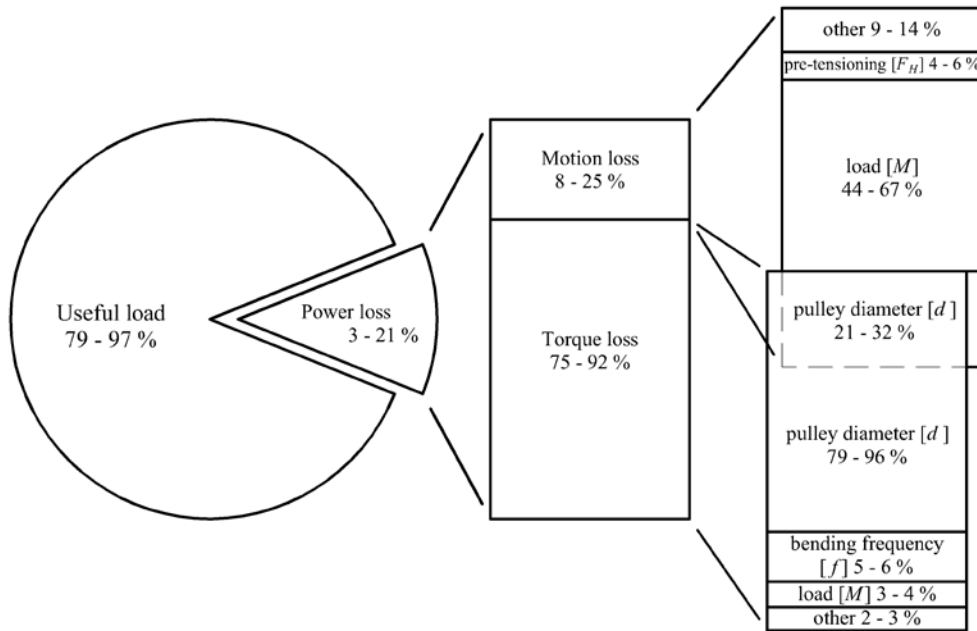 Useful load
79 - 97 %
Power loss
3 - 21 %
Motion loss
8 - 25 %
Torque loss
75 - 92 %
other 9 - 14 %
pre-tensioning [F_H] 4 - 6 %
load [M]
44 - 67 %
pulley diameter [d ]
21 - 32 %
pulley diameter [d ]
79 - 96 %
bending frequency
[f] 5 - 6 %
load [M] 3 - 4 %
other 2 - 3 %